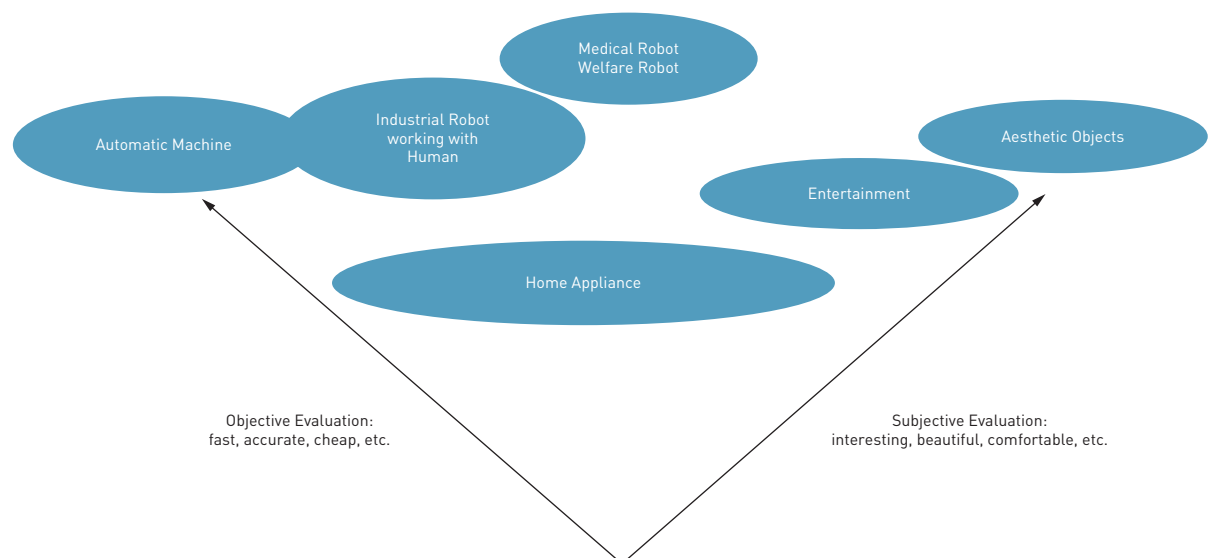 Medical Robot
Welfare Robot
Industrial Robot
working with
Human
Automatic Machine
Aesthetic Objects
Entertainment
Home Appliance
Objective Evaluation:
fast, accurate, cheap, etc.
Subjective Evaluation:
interesting, beautiful, comfortable, etc.